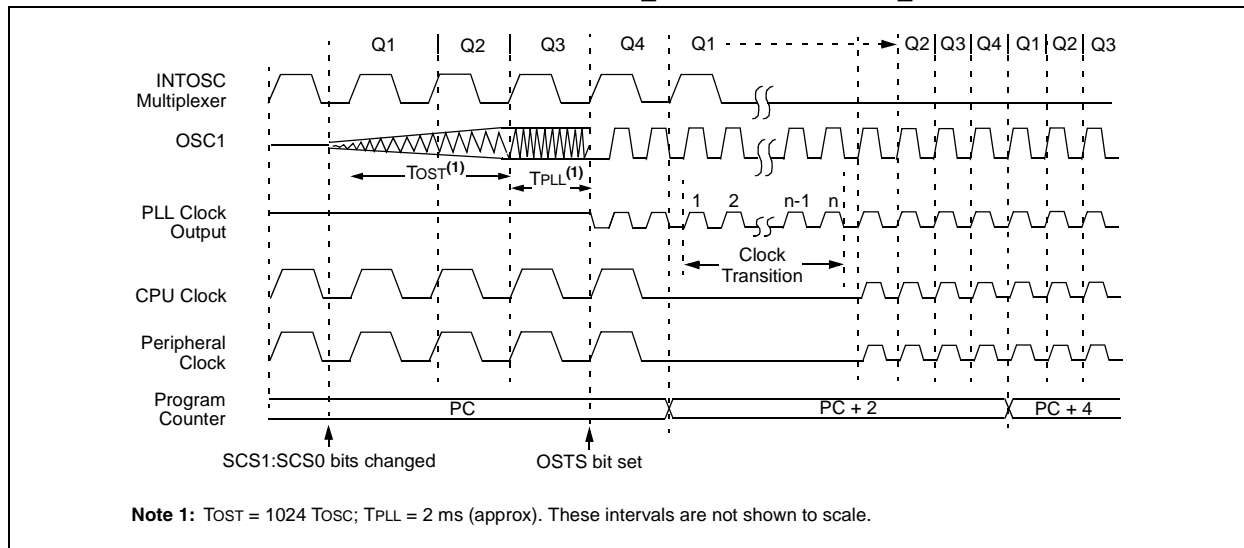 Q1 Q2 Q3 Q4 Q1 Q2 Q3 Q4 Q1 Q2 Q3
INTOSC
Multiplexer
OSC1
TOST(1) TPLL(1)
1 2 n-1 n
PLL Clock
Output
Clock
Transition
CPU Clock
Peripheral
Clock
Program
Counter
PC PC + 2 PC + 4
SCS1:SCS0 bits changed OSTS bit set
Note 1: TOST = 1024 TOSC; TPLL = 2 ms (approx). These intervals are not shown to scale.